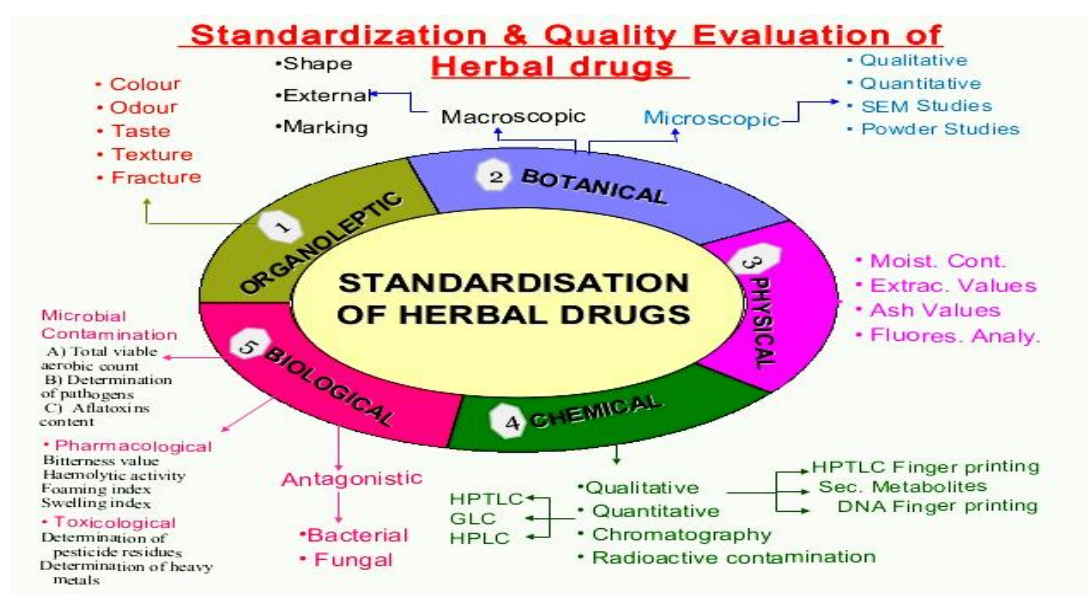 Standardization & Quality Evaluation of
Herbal drugs
• Colour
• Odour
• Taste
• Texture
• Fracture
•Shape
•External
•Marking
Macroscopic
Microscopic
• Qualitative
• Quantitative
• SEM Studies
• Powder Studies
1
ORGANOLEPTIC
2
BOTANICAL
3
PHYSICAL
4
CHEMICAL
5
BIOLOGICAL
STANDARDISATION
OF HERBAL DRUGS
• Moist. Cont.
• Extrac. Values
• Ash Values
• Fluores. Analy.
Microbial
Contamination
A) Total viable
aerobic count
B) Determination
of pathogens
C) Aflatoxins
content
• Pharmacological
Bitterness value
Haemolytic activity
Foaming index
Swelling index
• Toxicological
Determination of
pesticide residues
Determination of heavy
metals
Antagonistic
•Bacterial
• Fungal
HPTLC
GLC
HPLC
•Qualitative
• Quantitative
• Chromatography
• Radioactive contamination
HPTLC Finger printing
Sec. Metabolites
DNA Finger printing